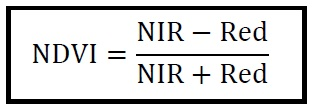 NDVI = (NIR − Red) / (NIR + Red)